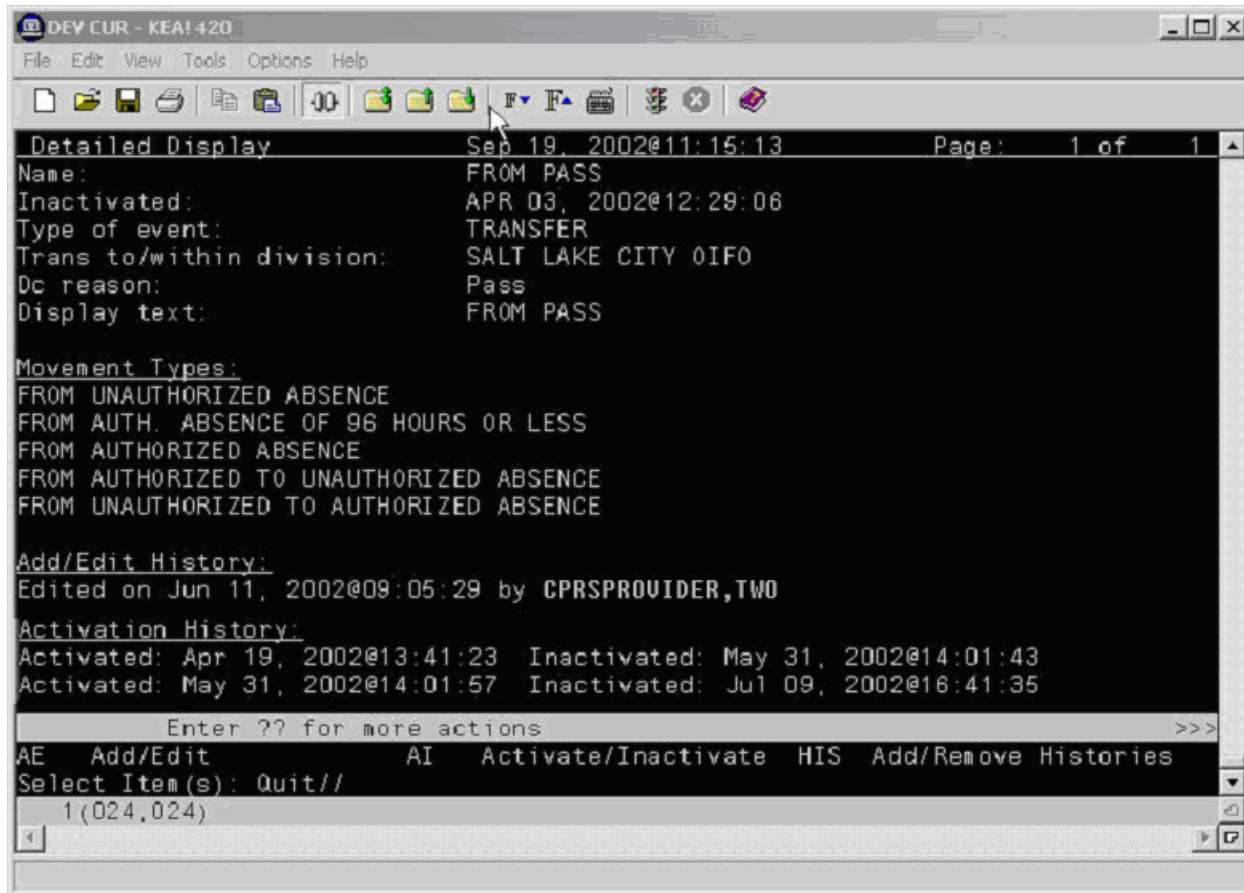 DEV CUR - KEA! 420
File Edit View Tools Options Help
Detailed Display Sep 19, 2002@11:15:13 Page: 1 of 1
Name: FROM PASS
Inactivated: APR 03, 2002@12:29:06
Type of event: TRANSFER
Trans to/within division: SALT LAKE CITY OIFO
Dc reason: Pass
Display text: FROM PASS
Movement Types:
FROM UNAUTHORIZED ABSENCE
FROM AUTH. ABSENCE OF 96 HOURS OR LESS
FROM AUTHORIZED ABSENCE
FROM AUTHORIZED TO UNAUTHORIZED ABSENCE
FROM UNAUTHORIZED TO AUTHORIZED ABSENCE
Add/Edit History:
Edited on Jun 11, 2002@09:05:29 by CPRSPROVIDER,TWO
Activation History:
Activated: Apr 19, 2002@13:41:23 Inactivated: May 31, 2002@14:01:43
Activated: May 31, 2002@14:01:57 Inactivated: Jul 09, 2002@16:41:35
Enter ?? for more actions >>>
AE Add/Edit AI Activate/Inactivate HIS Add/Remove Histories
Select Item(s): Quit//
1(024,024)